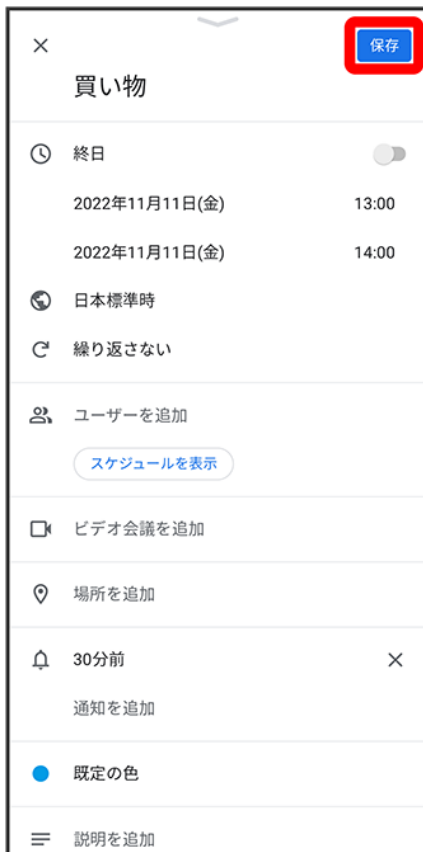 保存
買い物
終日
2022年11月11日(金) 13:00
2022年11月11日(金) 14:00
日本標準時
繰り返さない
ユーザーを追加
スケジュールを表示
ビデオ会議を追加
場所を追加
30分前
通知を追加
既定の色
説明を追加